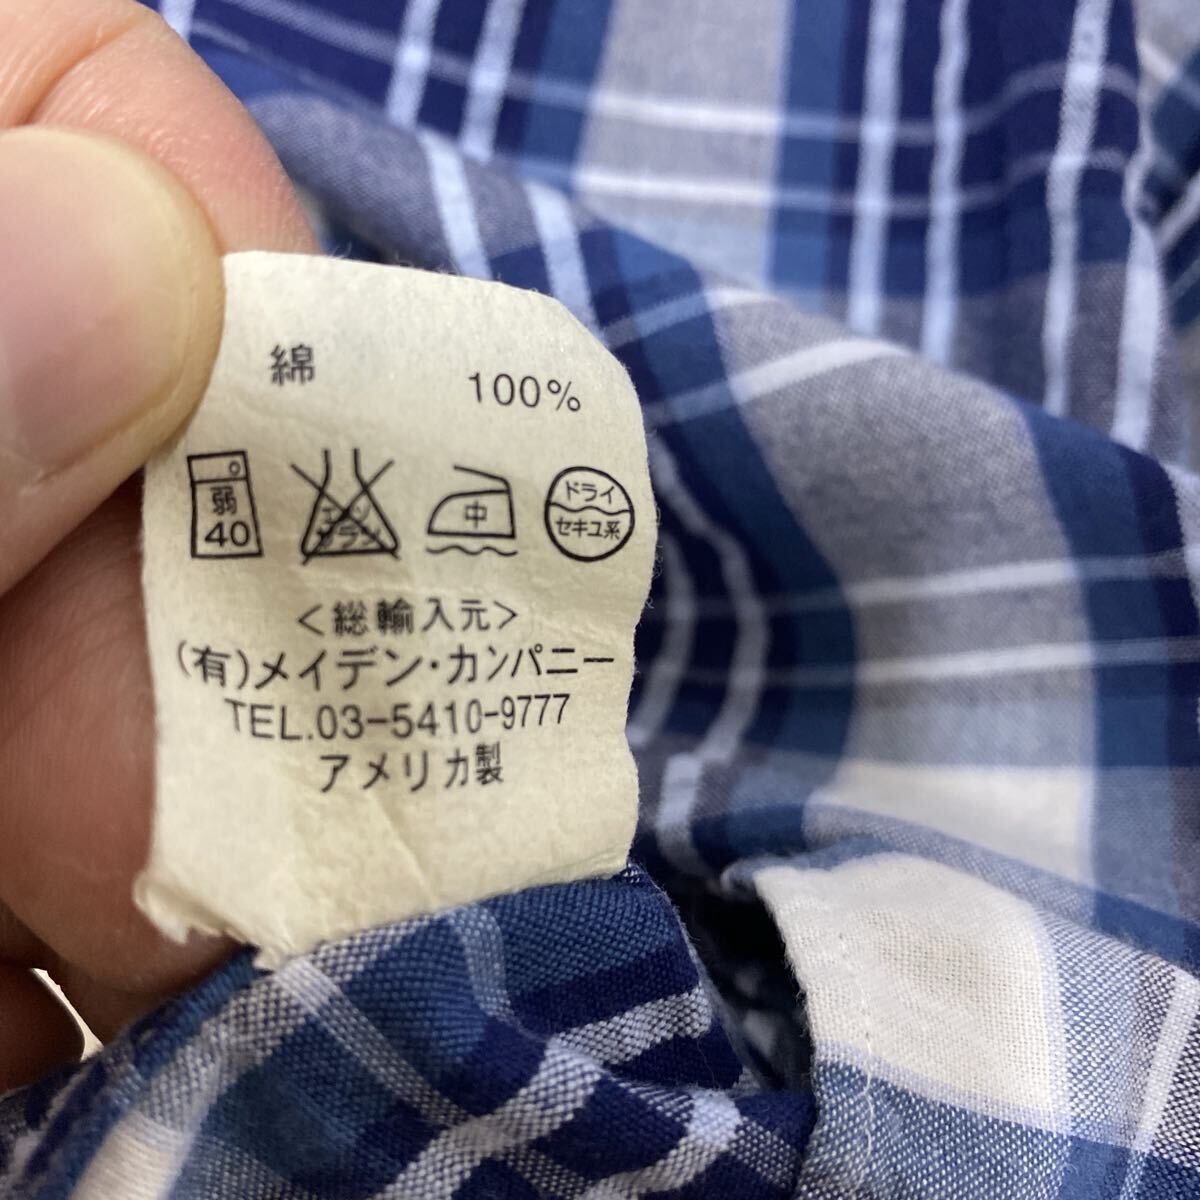 綿 100%
弱 40
エンソ サラシ
中
ドライ
セキユ系
<総輸入元>
(有)メイデン・カンパニー
TEL.03-5410-9777
アメリカ製